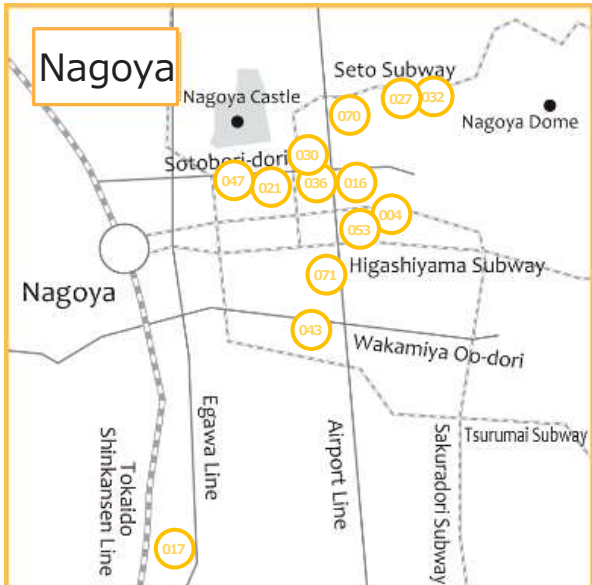 Nagoya
Seto Subway
Nagoya Castle
027
032
070
Nagoya Dome
030
Sotobori-dori
047
021
036
016
004
053
Higashiyama Subway
071
Nagoya
043
Wakamiya Oo-dori
Egawa Line
Airport Line
Sakuradori Subway
Tsurumai Subway
Tokaido
Shinkansen Line
017